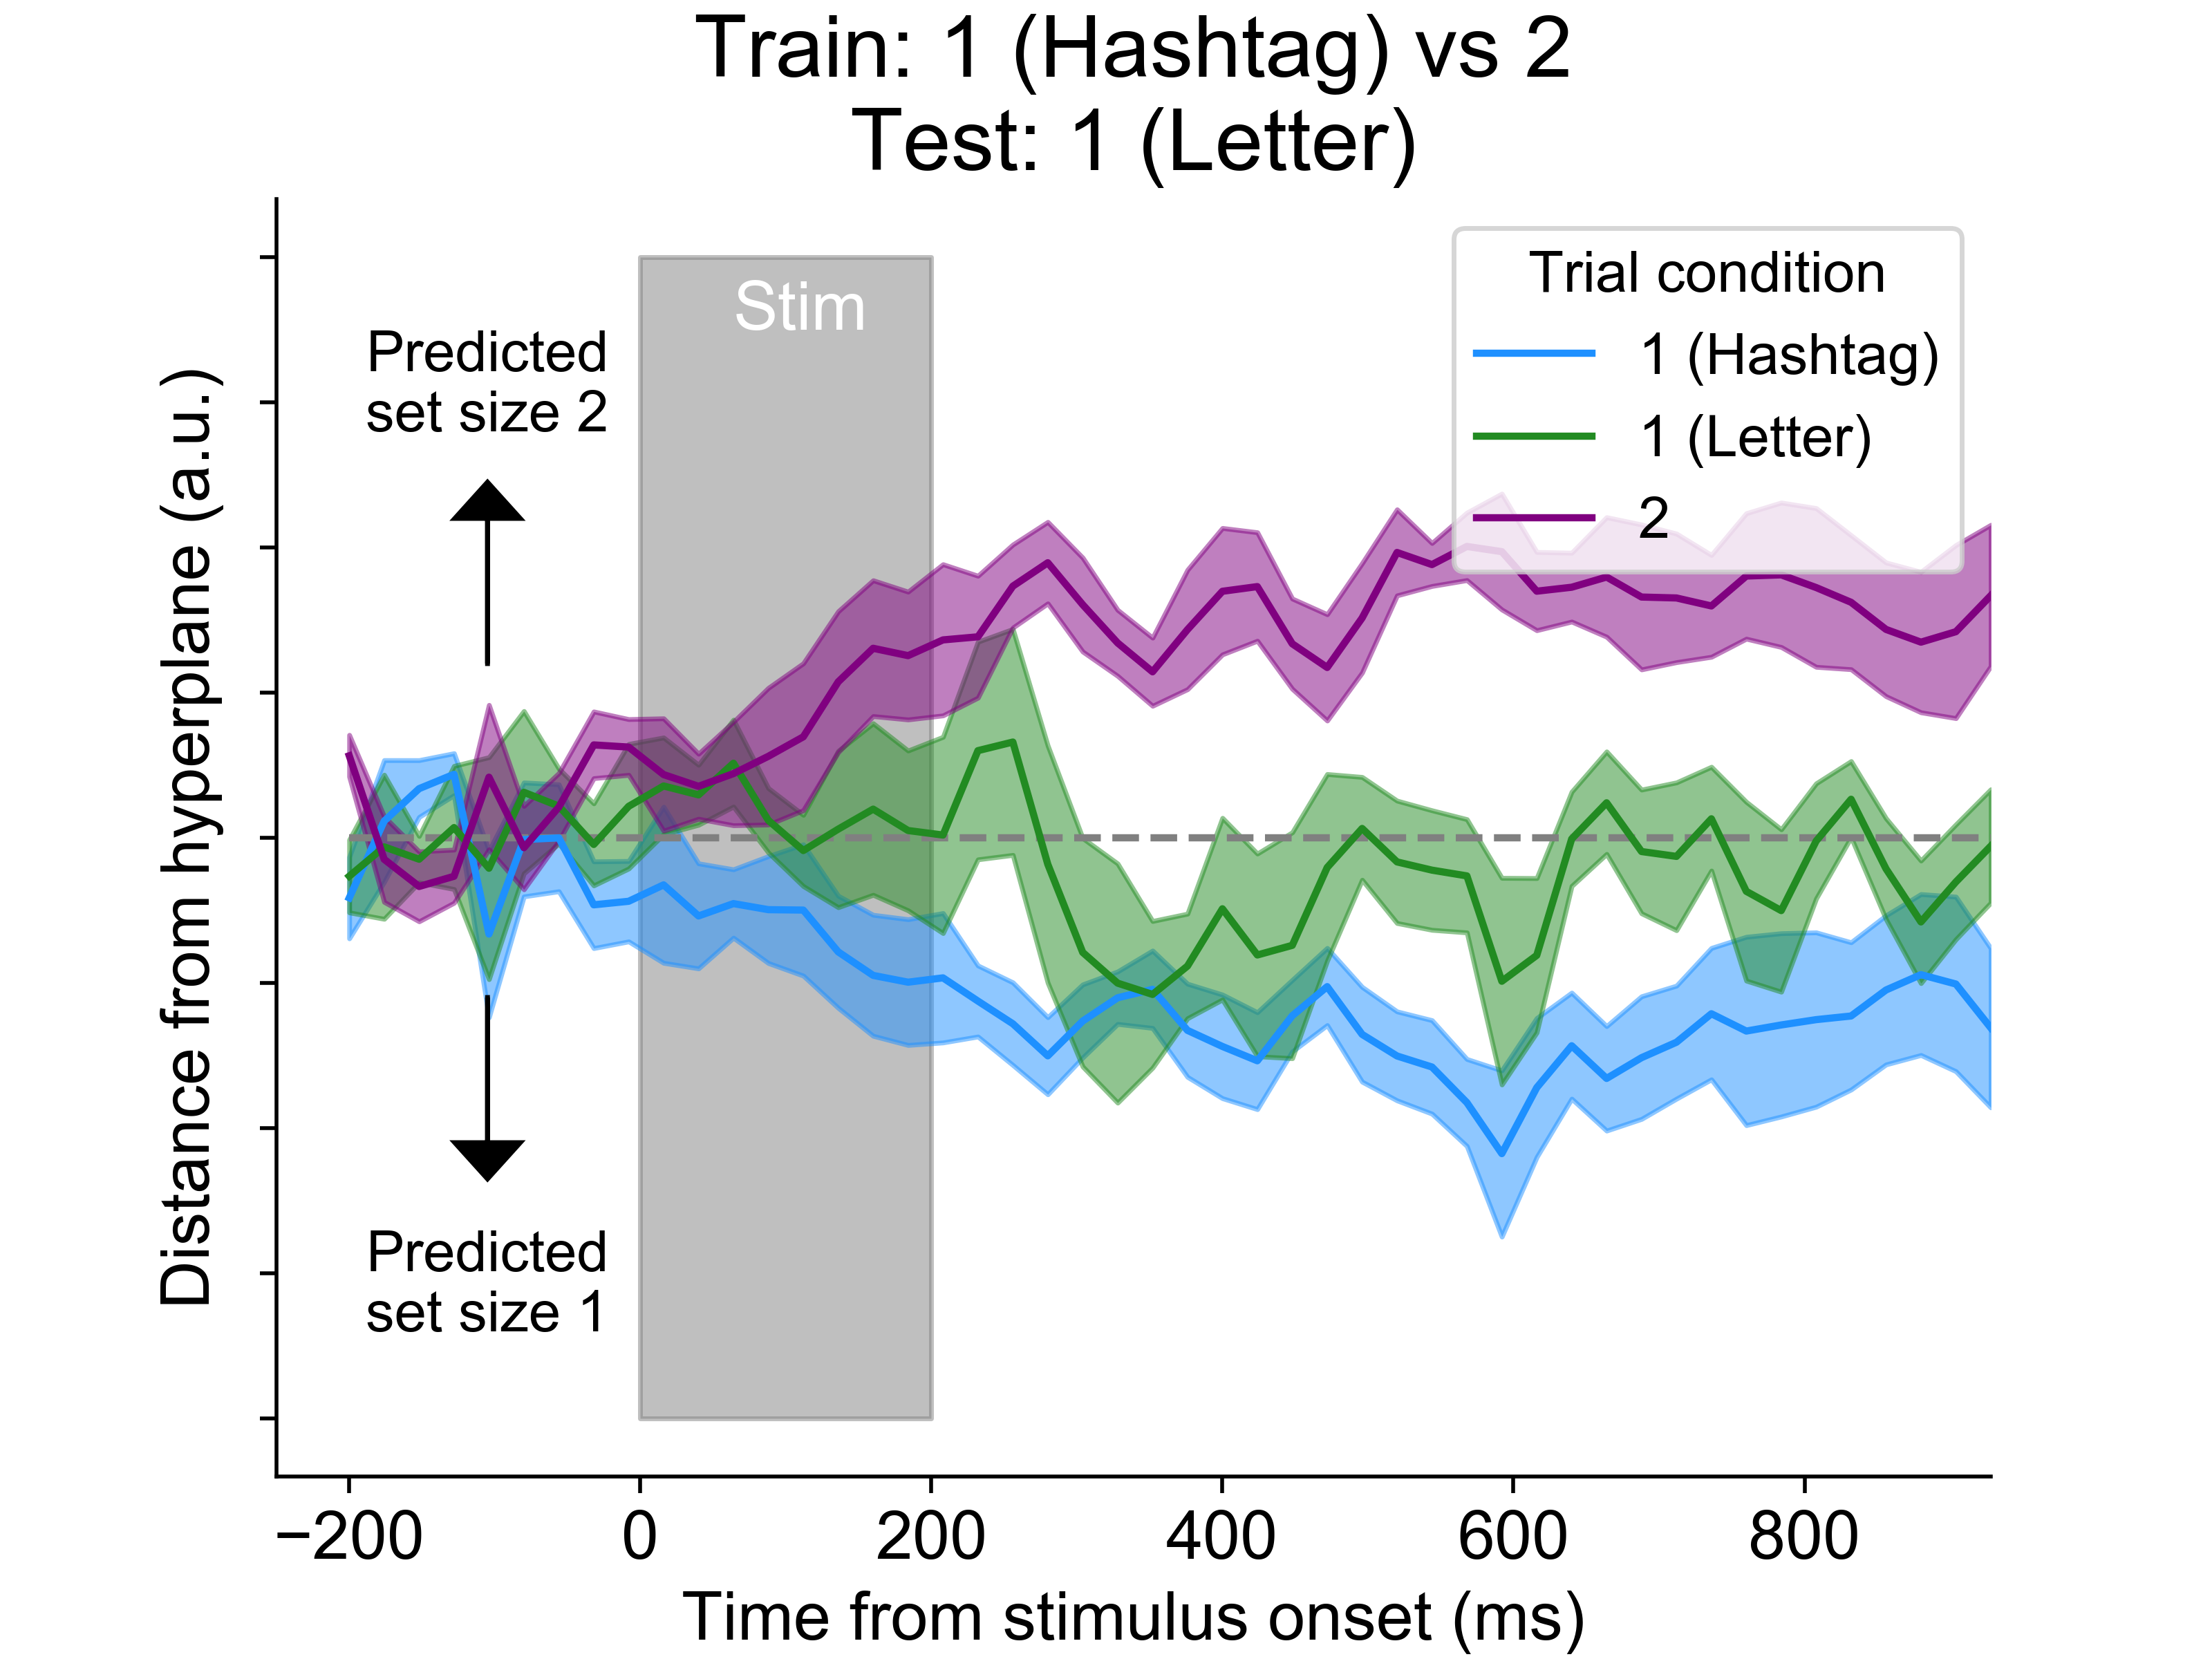 Train: 1 (Hashtag) vs 2
Test: 1 (Letter)
Stim
Trial condition
1 (Hashtag)
1 (Letter)
2
Predicted
set size 2
Distance from hyperplane (a.u.)
Predicted
set size 1
−200 0 200 400 600 800
Time from stimulus onset (ms)